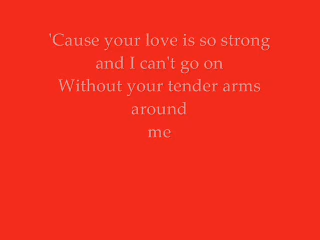 'Cause your love is so strong
and I can't go on
Without your tender arms
around
me